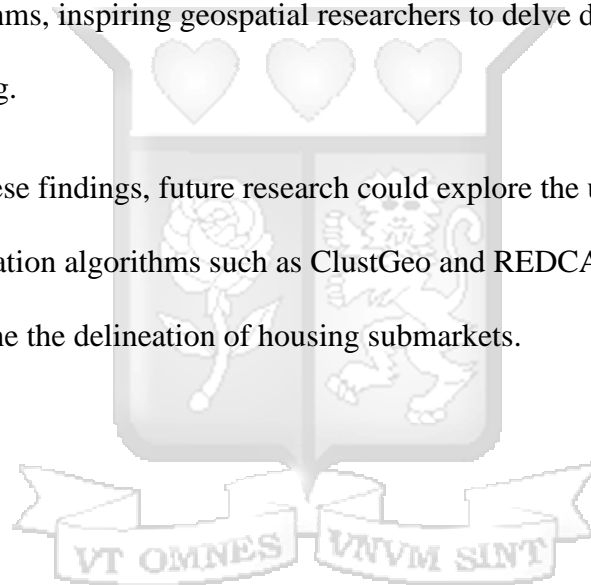 ms, inspiring geospatial researchers to delve d
g.
ese findings, future research could explore the u
ation algorithms such as ClustGeo and REDCA
ne the delineation of housing submarkets.
VT OMNES VNVM SINT